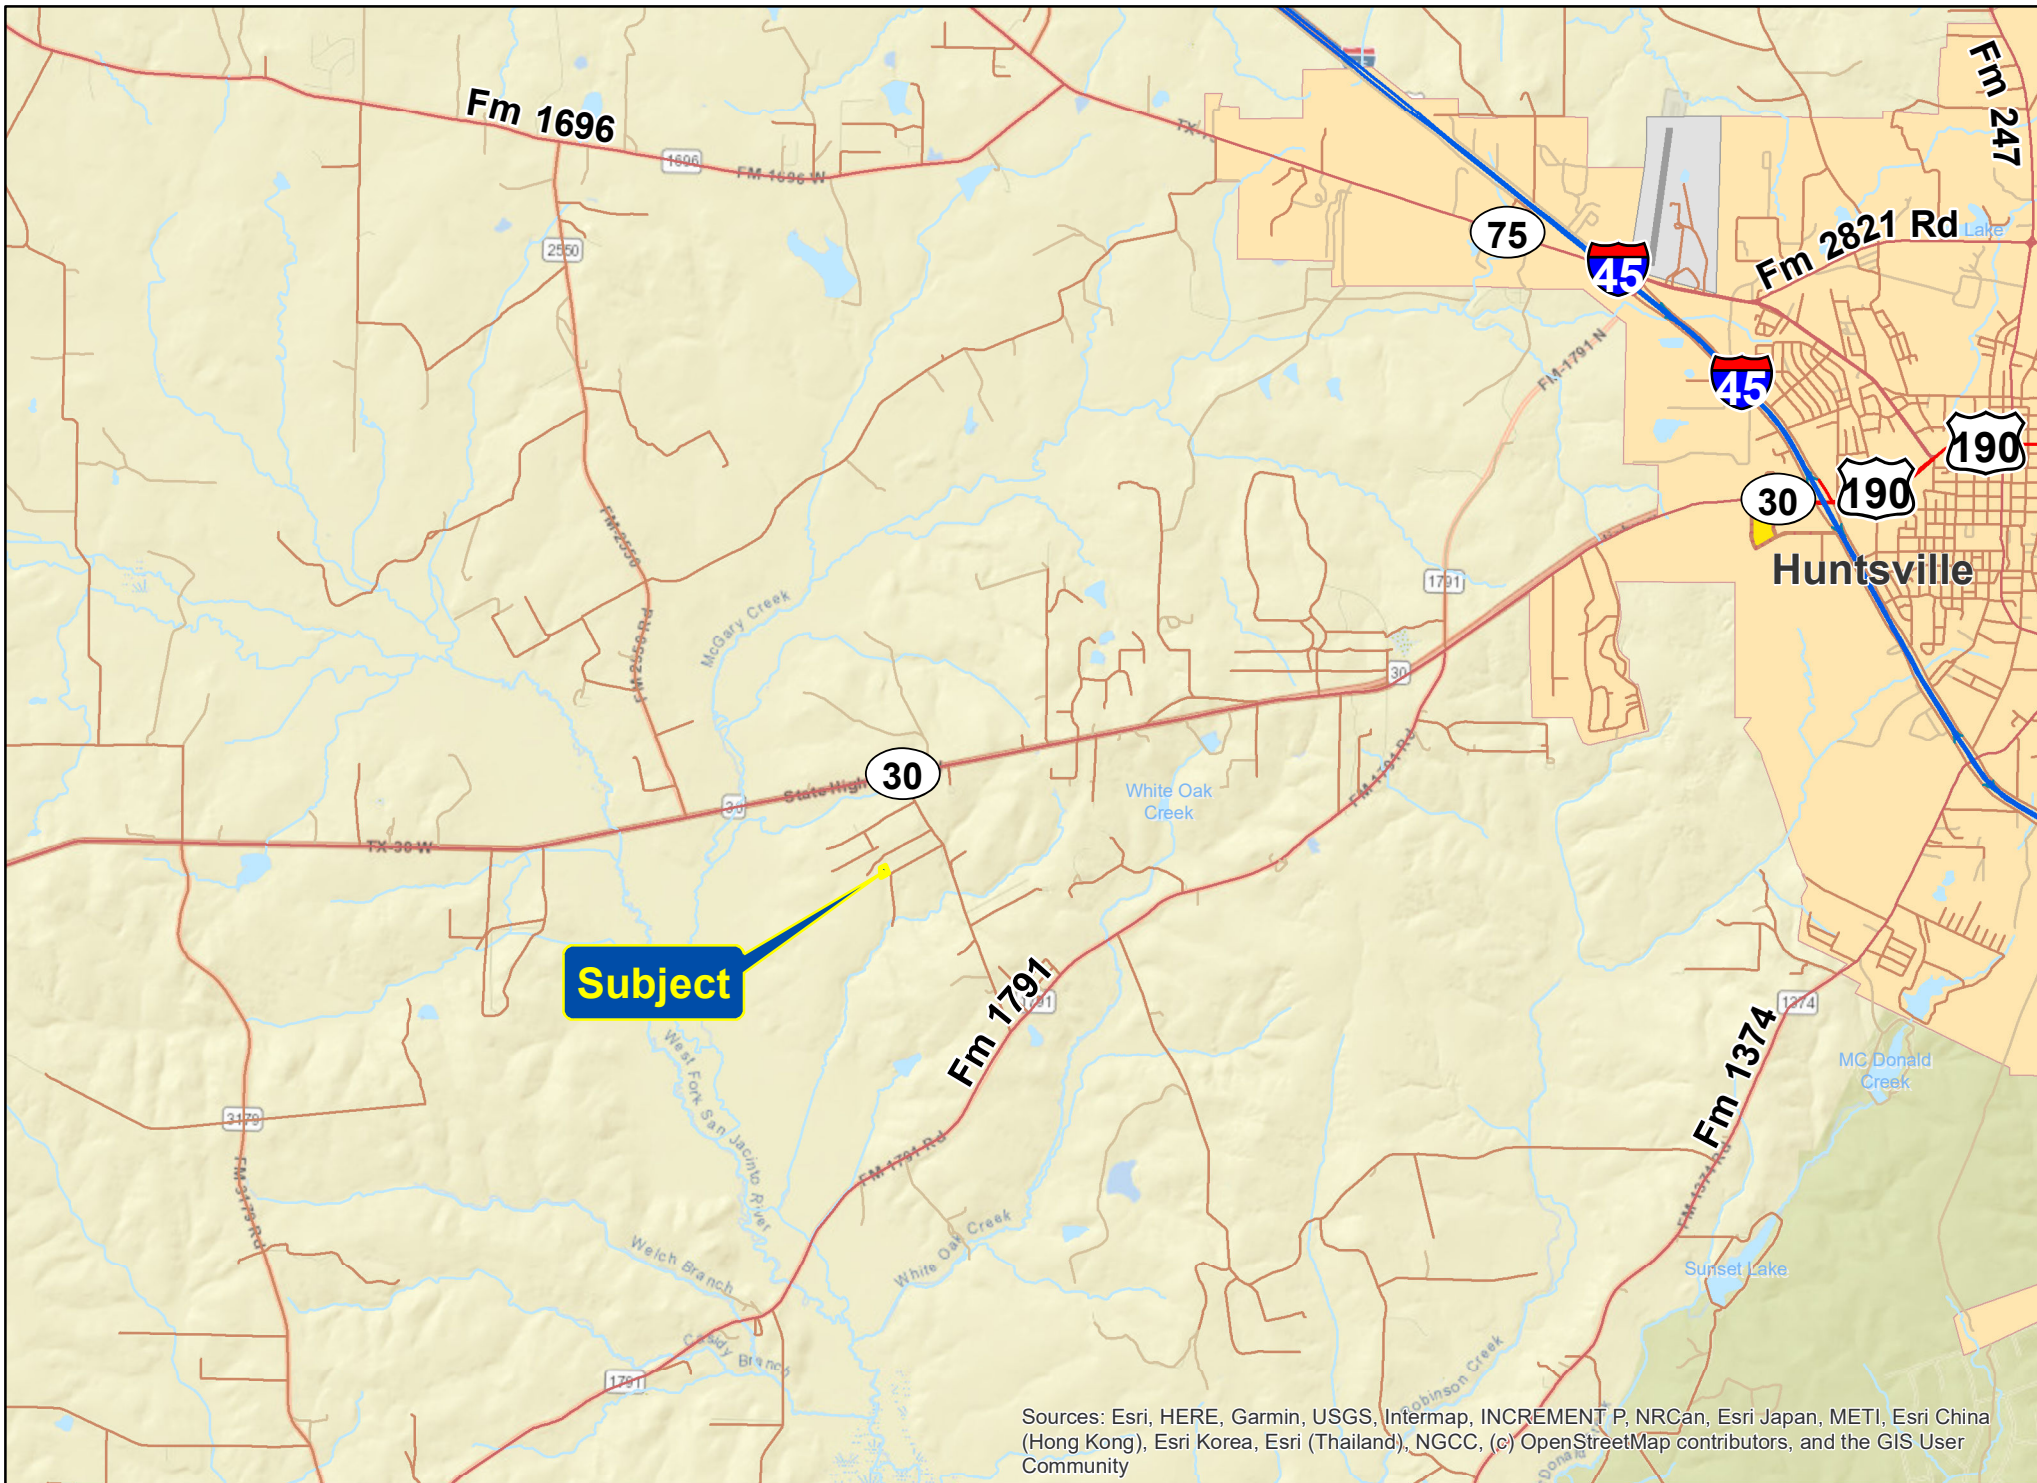 Fm 247
Fm 1696
1696
FM 1696 W
75
45
Fm 2821 Rd
Lake
2550
FM-1791 N
45
190
190
30
Huntsville
FM-2550
1791
McGary Creek
FM 2550 Rd
30
30
State High
30
White Oak
Creek
FM 1791 Rd
TX-30 W
Subject
Fm 1791
1791
1374
Fm 1374
MC Donald
Creek
West Fork San Jacinto River
3179
FM 3179 Rd
FM 1791 Rd
FM-1374 Rd
White Oak Creek
Welch Branch
Sunset Lake
Cassidy Branch
1791
Robinson Creek
Sources: Esri, HERE, Garmin, USGS, Intermap, INCREMENT P, NRCan, Esri Japan, METI, Esri China
(Hong Kong), Esri Korea, Esri (Thailand), NGCC, (c) OpenStreetMap contributors, and the GIS User
Community